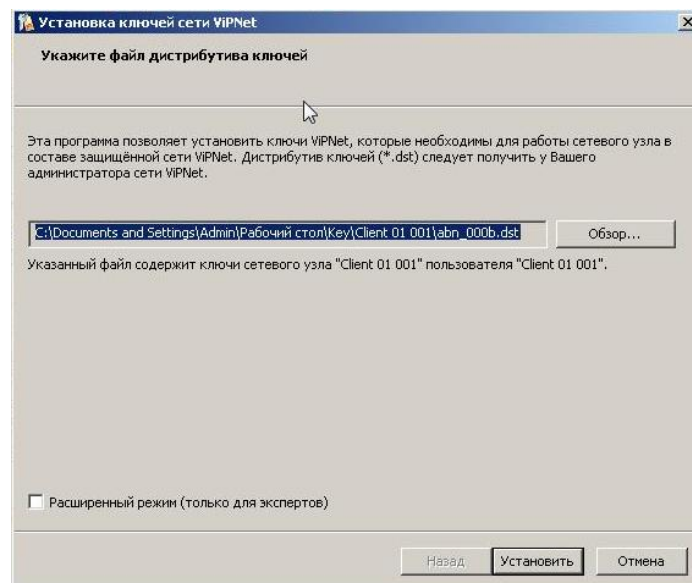 Установка ключей сети ViPNet
Укажите файл дистрибутива ключей
Эта программа позволяет установить ключи ViPNet, которые необходимы для работы сетевого узла в
составе защищённой сети ViPNet. Дистрибутив ключей (*.dst) следует получить у Вашего
администратора сети ViPNet.
C:\Documents and Settings\Admin\Рабочий стол\Key\Client 01 001\abn_000b.dst
Обзор...
Указанный файл содержит ключи сетевого узла "Client 01 001" пользователя "Client 01 001".
Расширенный режим (только для экспертов)
Назад Установить Отмена